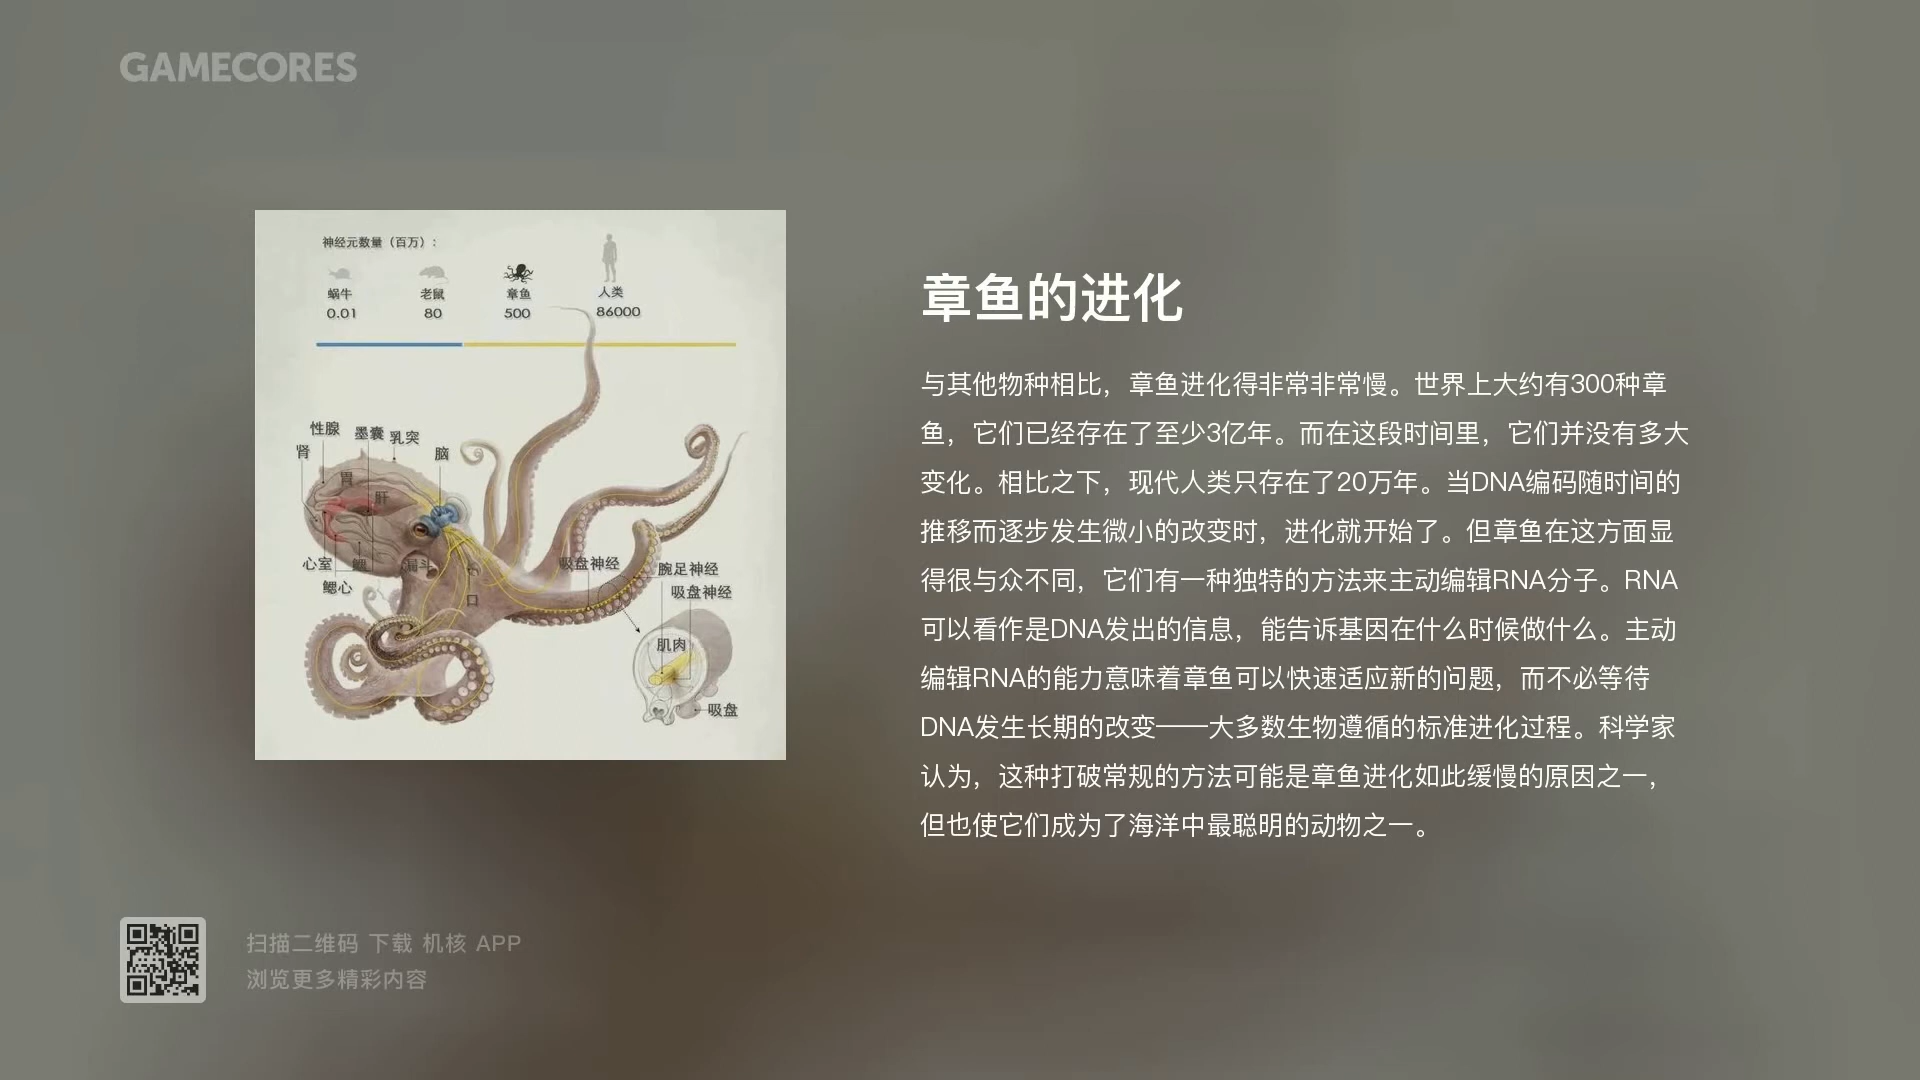 GAMECORES
神经元数量（百万）：
蜗牛 老鼠 章鱼 人类
0.01 80 500 86000
性腺 墨囊 乳突
肾 脑
胃
肝
心室 鳃 漏斗 吸盘神经 腕足神经
鳃心 口 吸盘神经
肌肉
吸盘
章鱼的进化
与其他物种相比，章鱼进化得非常非常慢。世界上大约有300种章
鱼，它们已经存在了至少3亿年。而在这段时间里，它们并没有多大
变化。相比之下，现代人类只存在了20万年。当DNA编码随时间的
推移而逐步发生微小的改变时，进化就开始了。但章鱼在这方面显
得很与众不同，它们有一种独特的方法来主动编辑RNA分子。RNA
可以看作是DNA发出的信息，能告诉基因在什么时候做什么。主动
编辑RNA的能力意味着章鱼可以快速适应新的问题，而不必等待
DNA发生长期的改变——大多数生物遵循的标准进化过程。科学家
认为，这种打破常规的方法可能是章鱼进化如此缓慢的原因之一，
但也使它们成为了海洋中最聪明的动物之一。
扫描二维码 下载 机核 APP
浏览更多精彩内容